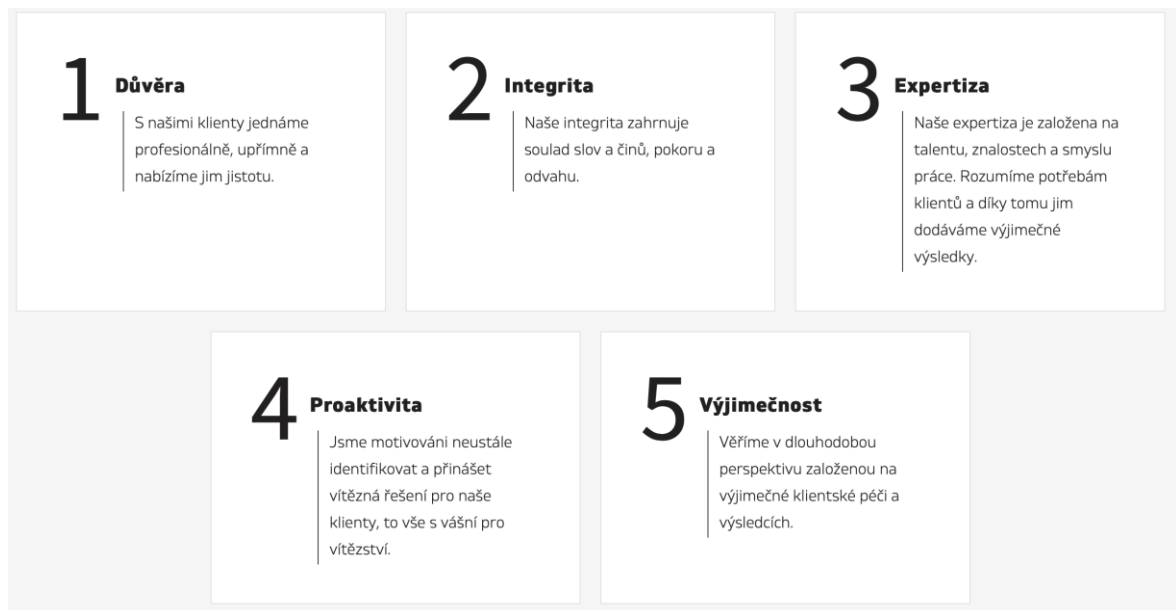 1
Důvěra
S našimi klienty jednáme
profesionálně, upřímně a
nabízíme jim jistotu.
2
Integrita
Naše integrita zahrnuje
soulad slov a činů, pokoru a
odvahu.
3
Expertiza
Naše expertiza je založena na
talentu, znalostech a smyslu
práce. Rozumíme potřebám
klientů a díky tomu jim
dodáváme výjimečné
výsledky.
4
Proaktivita
Jsme motivováni neustále
identifikovat a přinášet
vítězná řešení pro naše
klienty, to vše s vášní pro
vítězství.
5
Výjimečnost
Věříme v dlouhodobou
perspektivu založenou na
výjimečné klientské péči a
výsledcích.